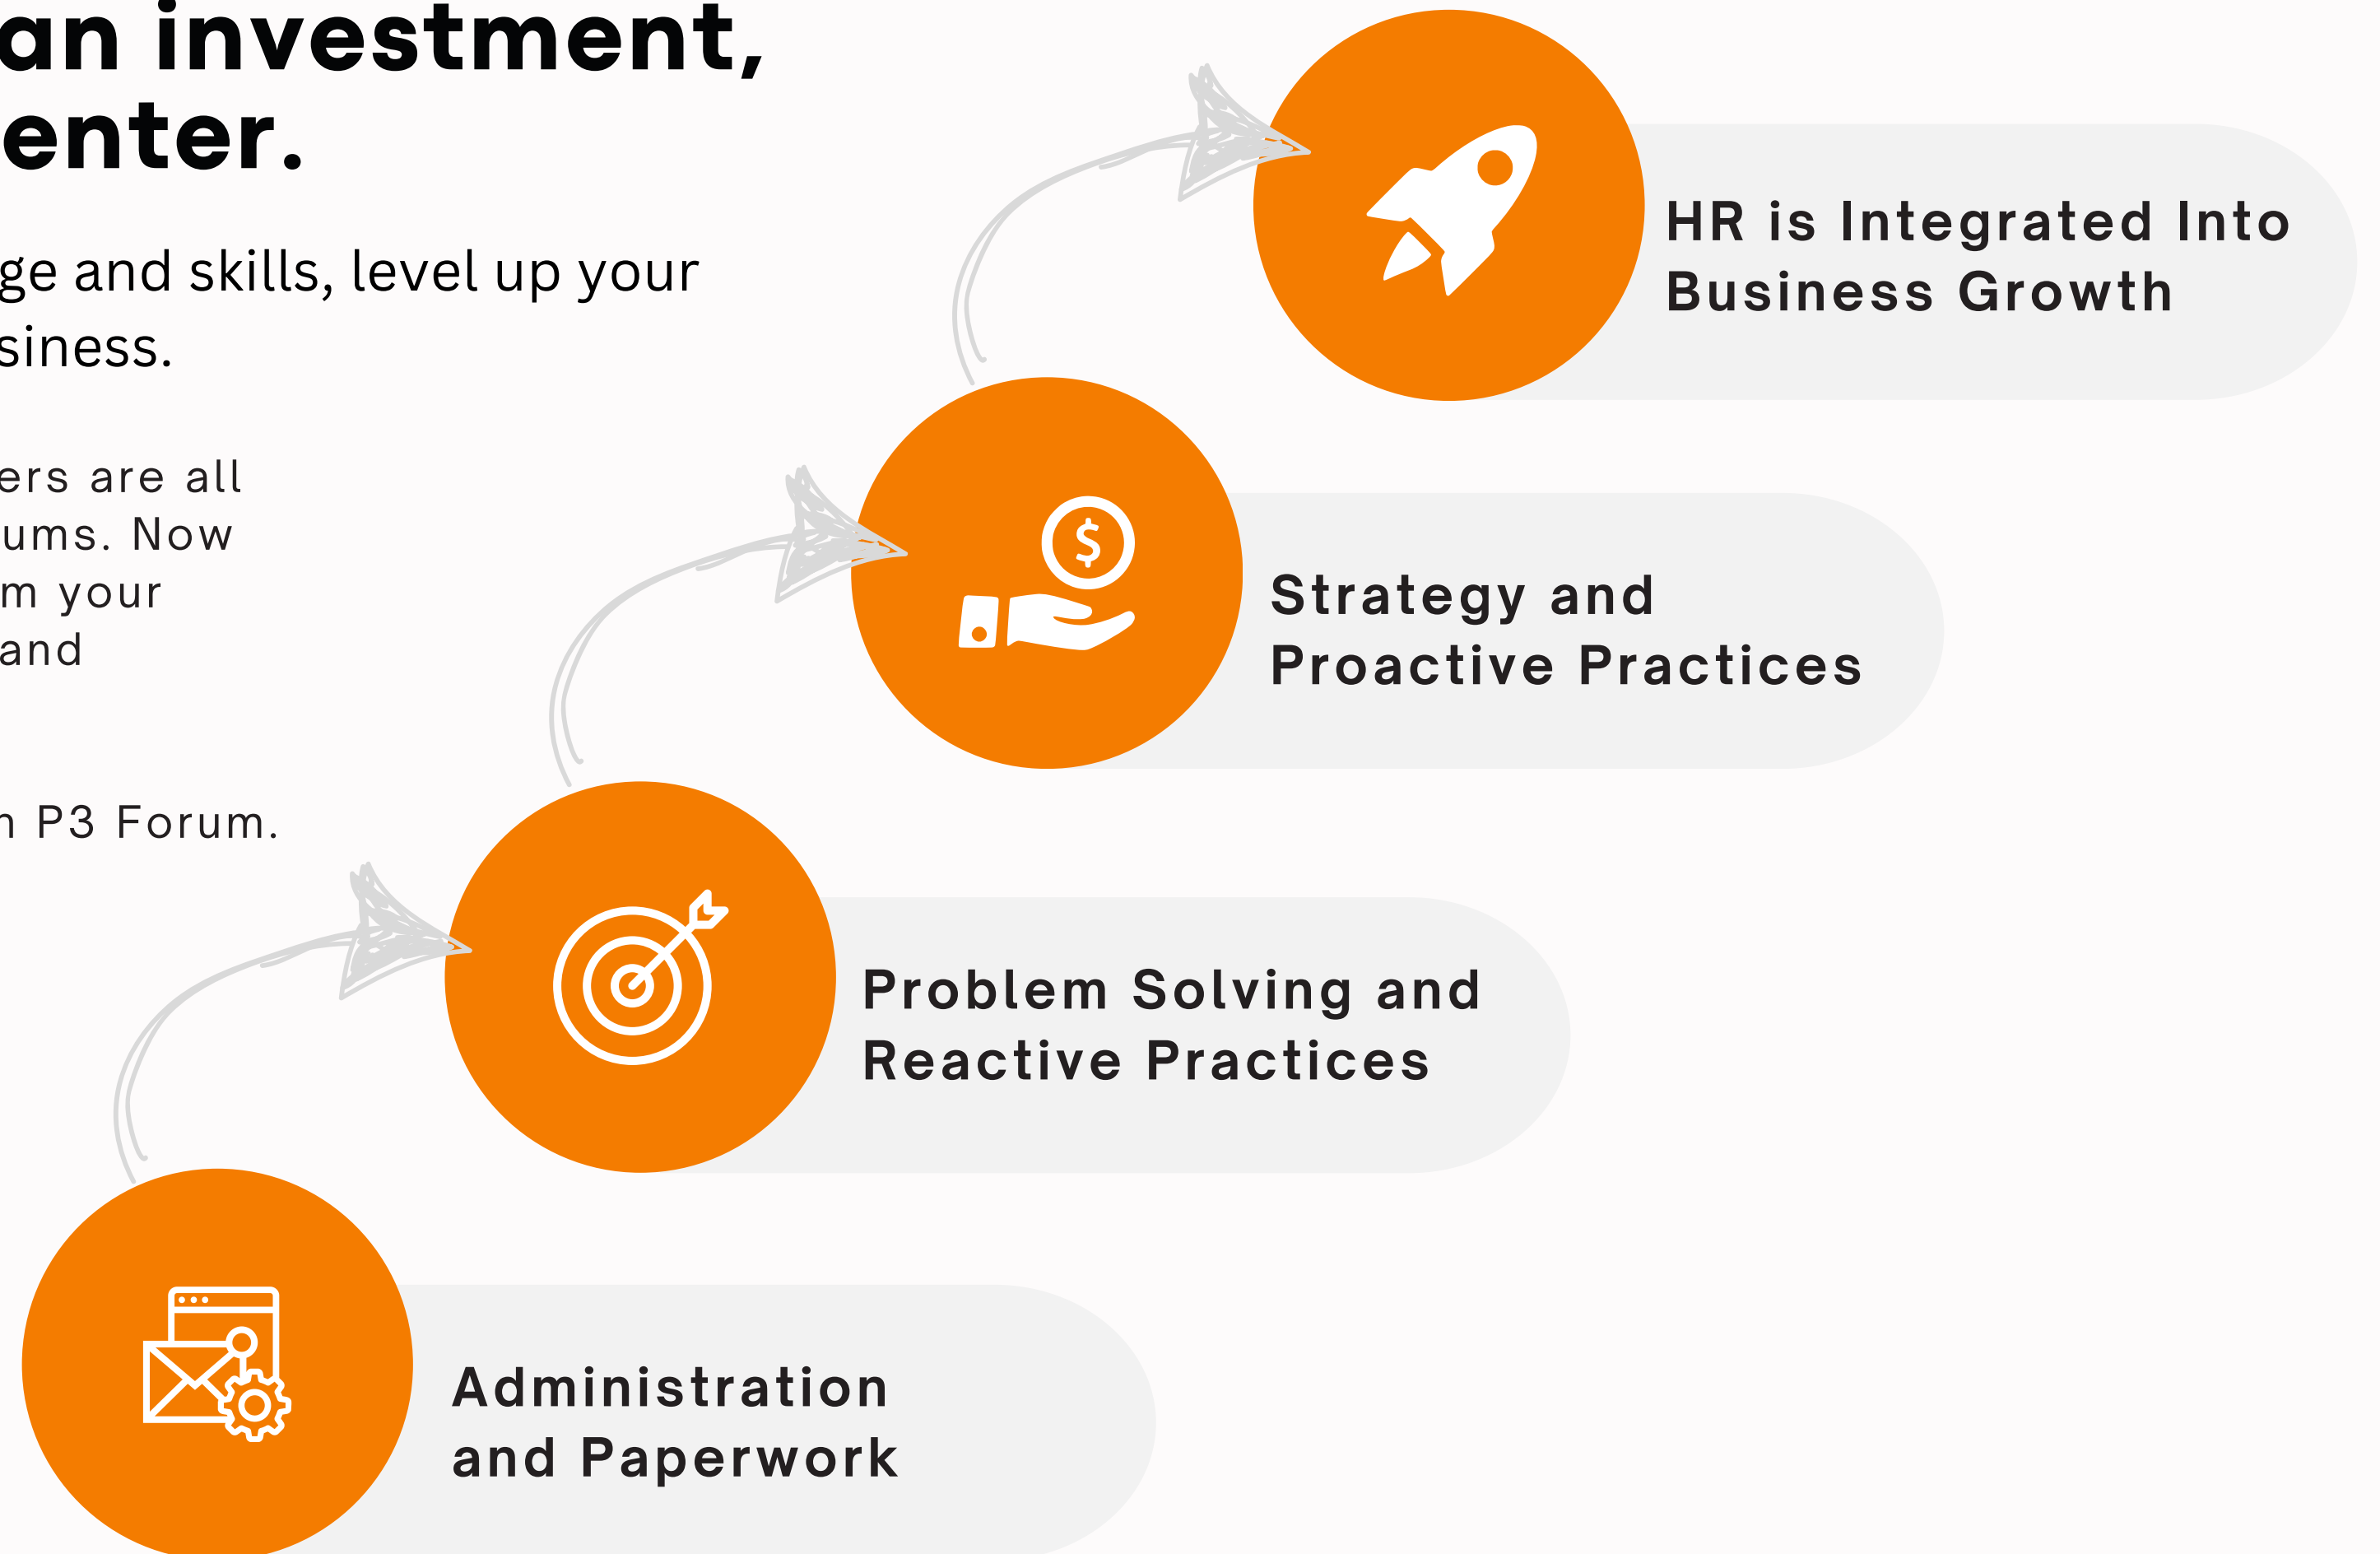 an investment,
enter.
ge and skills, level up your
siness.
ers are all
ums. Now
m your
and
n P3 Forum.
HR is Integrated Into
Business Growth
$
Strategy and
Proactive Practices
Problem Solving and
Reactive Practices
Administration
and Paperwork